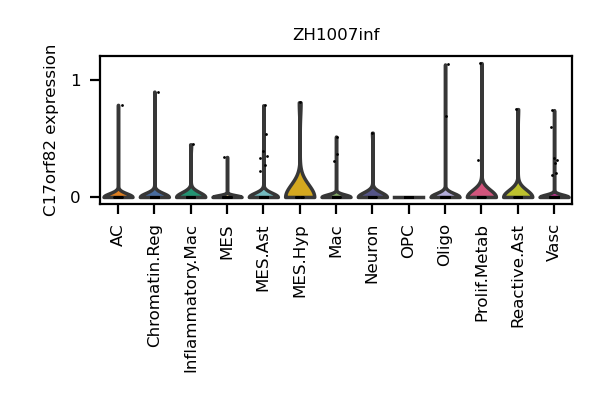 ZH1007inf
C17orf82 expression
1
0
AC
Chromatin.Reg
Inflammatory.Mac
MES
MES.Ast
MES.Hyp
Mac
Neuron
OPC
Oligo
Prolif.Metab
Reactive.Ast
Vasc